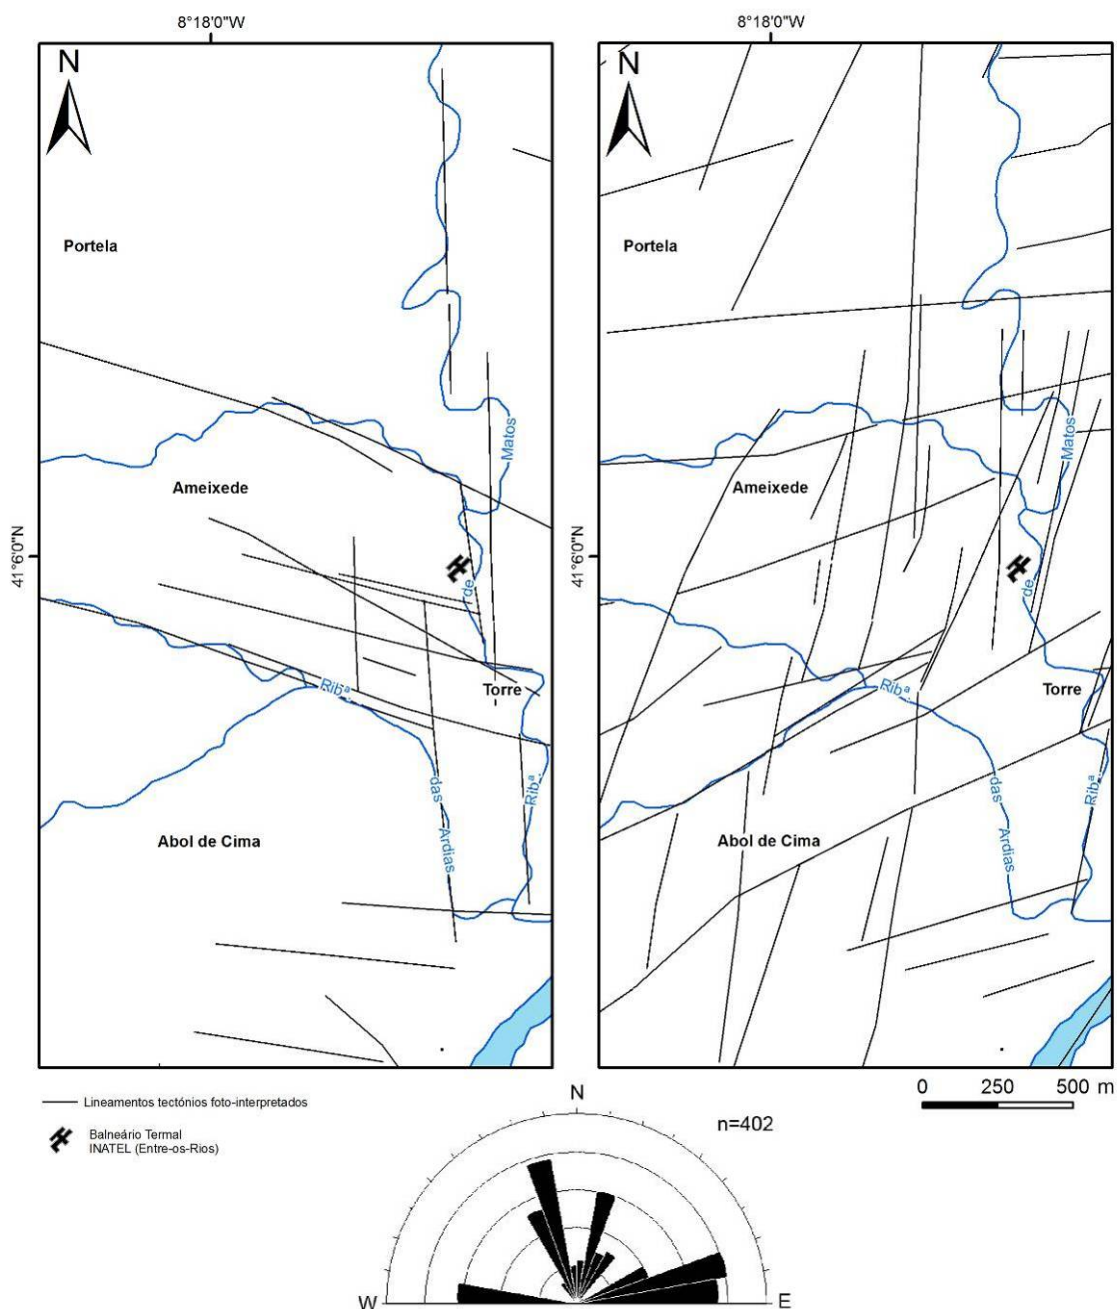 8°18'0"W
8°18'0"W
N
N
Portela
Portela
Matos
Matos
Ameixede
Ameixede
41°6'0"N
41°6'0"N
de
de
Torre
Torre
Ribª.
Ribª.
Ribª.
Ribª.
das
das
Ardias
Ardias
Abol de Cima
Abol de Cima
Lineamentos tectónios foto-interpretados
Balneário Termal
INATEL (Entre-os-Rios)
0 250 500 m
N
n=402
W
E